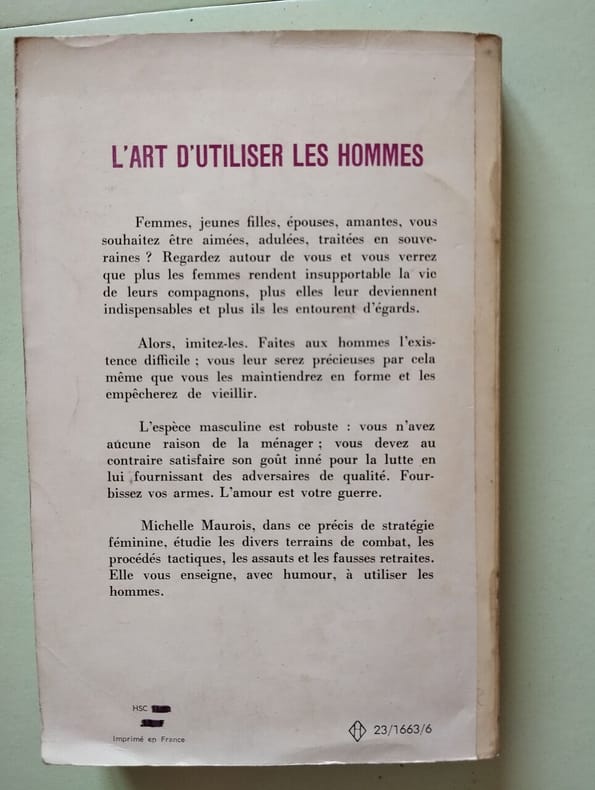 L'ART D'UTILISER LES HOMMES
Femmes, jeunes filles, épouses, amantes, vous
souhaitez être aimées, adulées, traitées en souve-
raines ? Regardez autour de vous et vous verrez
que plus les femmes rendent insupportable la vie
de leurs compagnons, plus elles leur deviennent
indispensables et plus ils les entourent d'égards.
Alors, imitez-les. Faites aux hommes l'exis-
tence difficile ; vous leur serez précieuses par cela
même que vous les maintiendrez en forme et les
empêcherez de vieillir.
L'espèce masculine est robuste : vous n'avez
aucune raison de la ménager ; vous devez au
contraire satisfaire son goût inné pour la lutte en
lui fournissant des adversaires de qualité. Four-
bissez vos armes. L'amour est votre guerre.
Michelle Maurois, dans ce précis de stratégie
féminine, étudie les divers terrains de combat, les
procédés tactiques, les assauts et les fausses retraites.
Elle vous enseigne, avec humour, à utiliser les
hommes.
HSC
Imprimé en France
H 23/1663/6